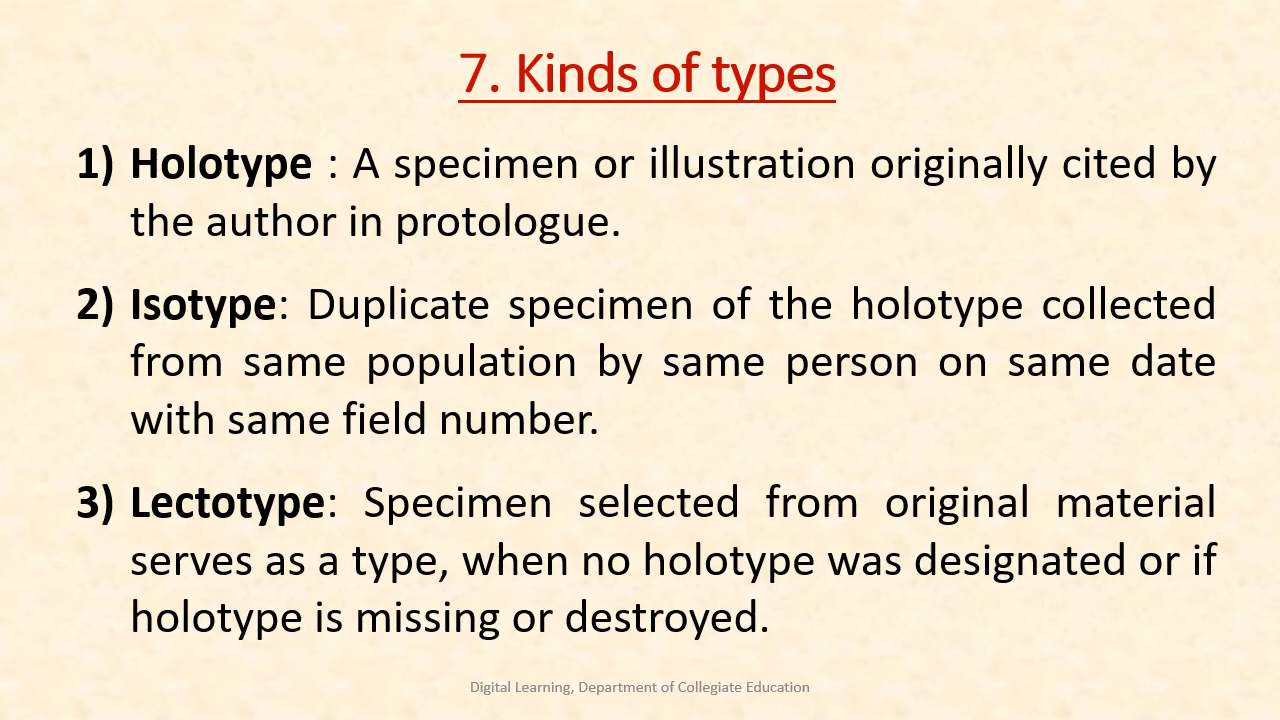 7. Kinds of types
1) Holotype : A specimen or illustration originally cited by
the author in protologue.
2) Isotype: Duplicate specimen of the holotype collected
from same population by same person on same date
with same field number.
3) Lectotype: Specimen selected from original material
serves as a type, when no holotype was designated or if
holotype is missing or destroyed.
Digital Learning, Department of Collegiate Education